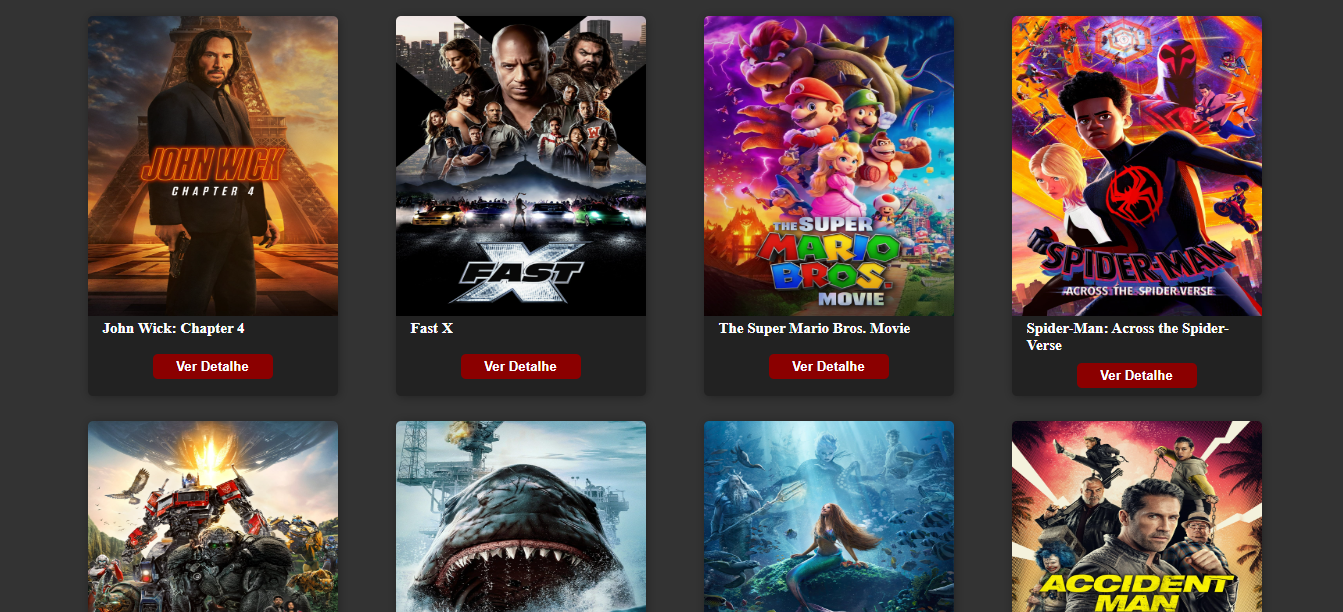 JOHN WICK
CHAPTER 4
FAST
X
THE SUPER
MARIO
BROS.
MOVIE
SPIDER-MAN
ACROSS THE SPIDER-VERSE
John Wick: Chapter 4
Fast X
The Super Mario Bros. Movie
Spider-Man: Across the Spider-
Verse
Ver Detalhe
Ver Detalhe
Ver Detalhe
Ver Detalhe
ACCIDENT
MAN